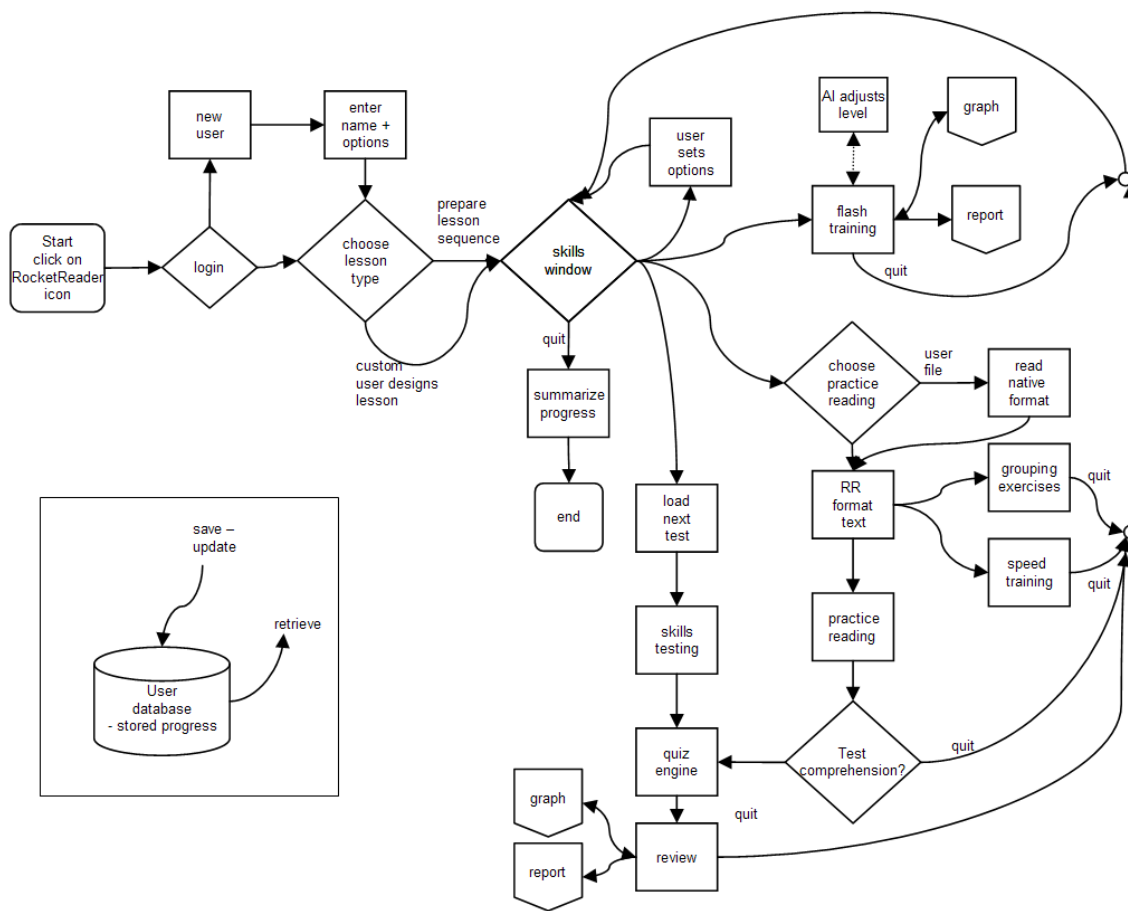 new
user
enter
name +
options
AI adjusts
level
graph
user
sets
options
Start
click on
RocketReader
icon
login
choose
lesson
type
prepare
lesson
sequence
skills
window
flash
training
report
quit
custom
user designs
lesson
quit
summarize
progress
end
choose
practice
reading
user
file
read
native
format
load
next
test
RR
format
text
grouping
exercises
quit
speed
training
quit
skills
testing
practice
reading
save –
update
retrieve
User
database
- stored progress
quiz
engine
Test
comprehension?
quit
graph
report
quit
review